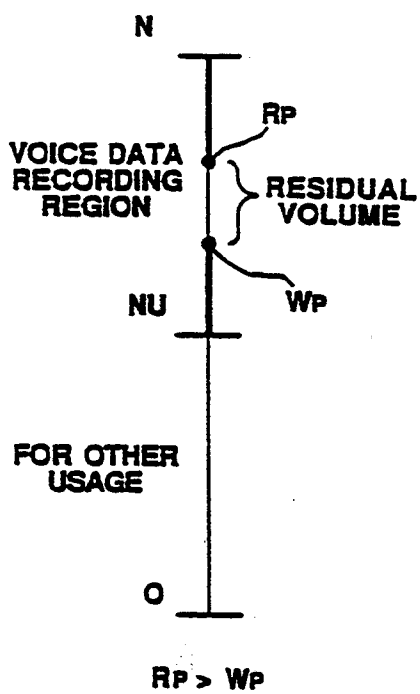 N
RP
VOICE DATA
RECORDING
REGION
RESIDUAL
VOLUME
WP
NU
FOR OTHER
USAGE
O
RP > WP